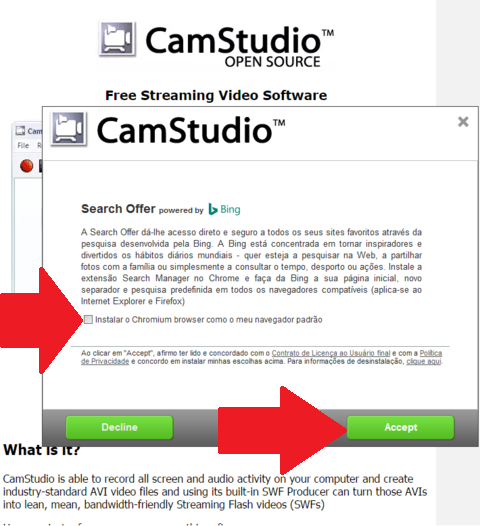 CamStudio™
OPEN SOURCE
Free Streaming Video Software
Cam
File R
CamStudio™
Search Offer powered by Bing
A Search Offer dá-lhe acesso direto e seguro a todos os seus sites favoritos através da
pesquisa desenvolvida pela Bing. A Bing está concentrada em tornar inspiradores e
divertidos os hábitos diários mundiais - quer esteja a pesquisar na Web, a partilhar
fotos com a família ou simplesmente a consultar o tempo, desporto ou ações. Instale a
extensão Search Manager no Chrome e faça da Bing a sua página inicial, novo
separador e pesquisa predefinida em todos os navegadores compatíveis (aplica-se ao
Internet Explorer e Firefox)
Instalar o Chromium browser como o meu navegador padrão
Ao clicar em "Accept", afirmo ter lido e concordado com o Contrato de Licença ao Usuário final e com a Política
de Privacidade e concordo em instalar minhas escolhas acima. Para informações de desinstalação, clique aqui.
Decline
Accept
What is it?
CamStudio is able to record all screen and audio activity on your computer and create
industry-standard AVI video files and using its built-in SWF Producer can turn those AVIs
into lean, mean, bandwidth-friendly Streaming Flash videos (SWFs)